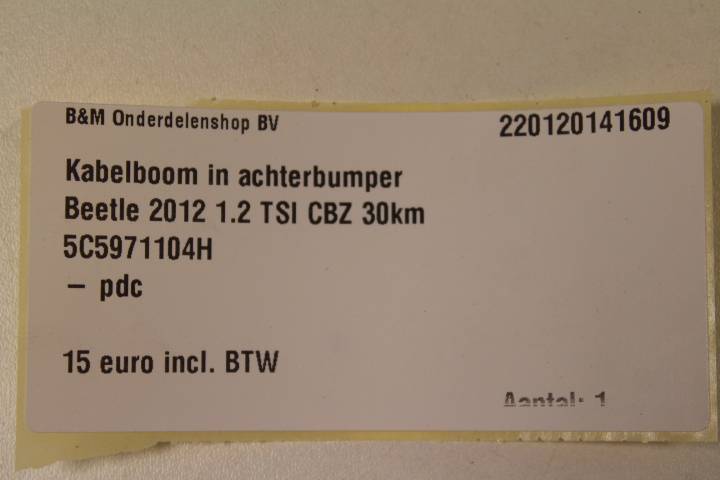 B&M Onderdelenshop BV 220120141609
Kabelboom in achterbumper
Beetle 2012 1.2 TSI CBZ 30km
5C5971104H
– pdc
15 euro incl. BTW
Aantal: 1